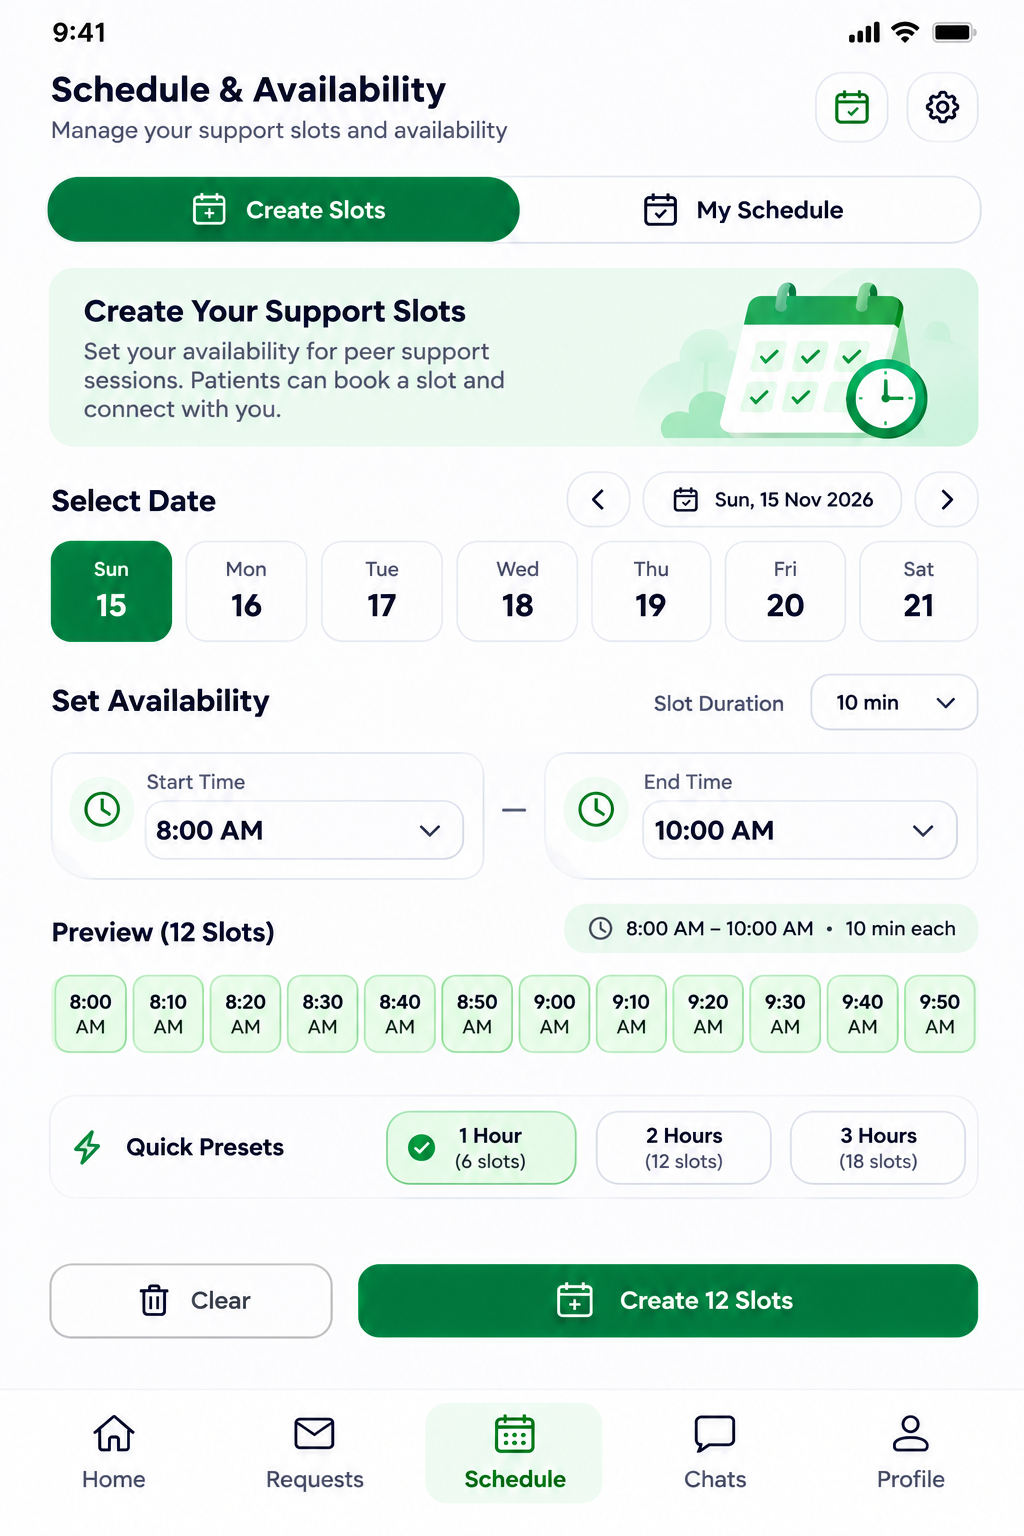 9:41
Schedule & Availability
Manage your support slots and availability
Create Slots
My Schedule
Create Your Support Slots
Set your availability for peer support
sessions. Patients can book a slot and
connect with you.
Select Date
Sun, 15 Nov 2026
Sun Mon Tue Wed Thu Fri Sat
15 16 17 18 19 20 21
Set Availability
Slot Duration
10 min
Start Time
8:00 AM
—
End Time
10:00 AM
Preview (12 Slots)
8:00 AM – 10:00 AM • 10 min each
8:00 8:10 8:20 8:30 8:40 8:50 9:00 9:10 9:20 9:30 9:40 9:50
AM AM AM AM AM AM AM AM AM AM AM AM
Quick Presets
1 Hour
(6 slots)
2 Hours
(12 slots)
3 Hours
(18 slots)
Clear
Create 12 Slots
Home
Requests
Schedule
Chats
Profile